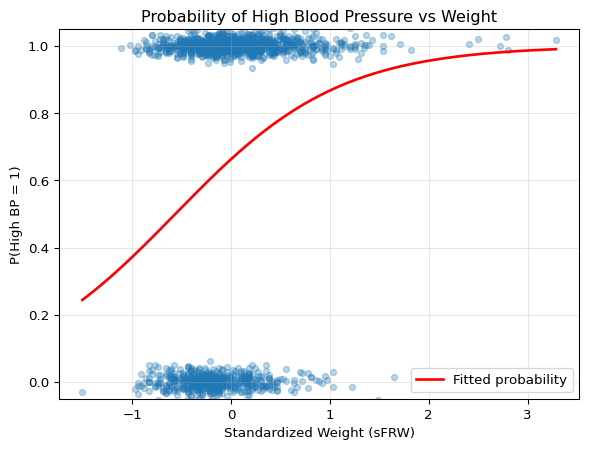 Probability of High Blood Pressure vs Weight
P(High BP = 1)
1.0
0.8
0.6
0.4
0.2
0.0
Fitted probability
−1
0
1
2
3
Standardized Weight (sFRW)